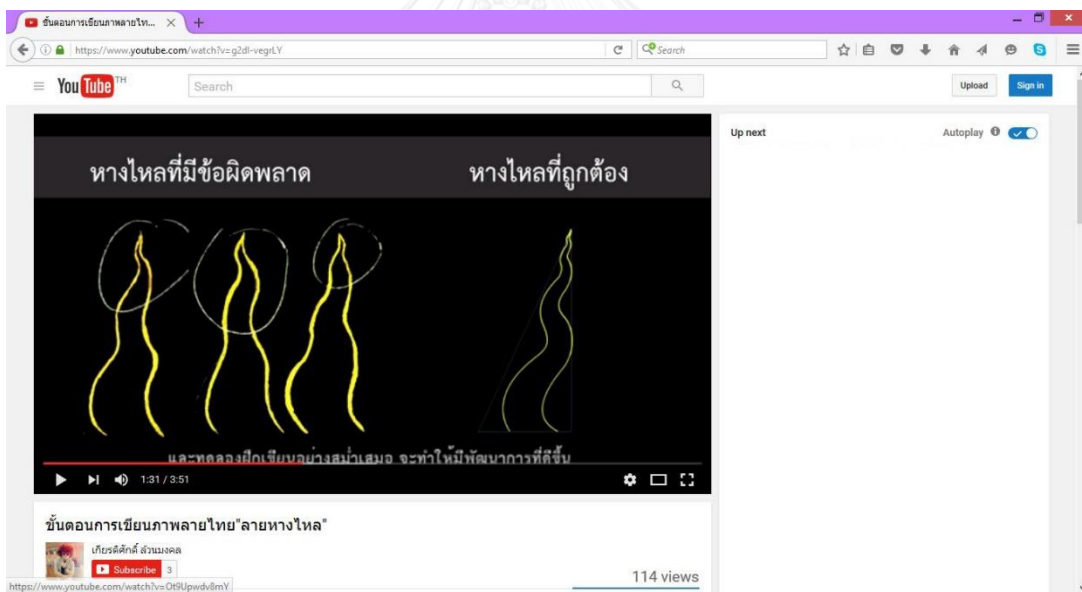 ขั้นตอนการเขียนภาพลายไท...
https://www.youtube.com/watch?v=g2dl-vegrLY
Search
YouTube TH
Search
Upload
Sign in
Up next
Autoplay
หางไหลที่มีข้อผิดพลาด
หางไหลที่ถูกต้อง
และทดลองฝึกเขียนอย่างสม่ำเสมอ จะทำให้มีพัฒนาการที่ดีขึ้น
1:31 / 3:51
ขั้นตอนการเขียนภาพลายไทย"ลายหางไหล"
เกียรติศักดิ์ ล้วนมงคล
Subscribe 3
114 views
https://www.youtube.com/watch?v=Ot9Upwdv8mY